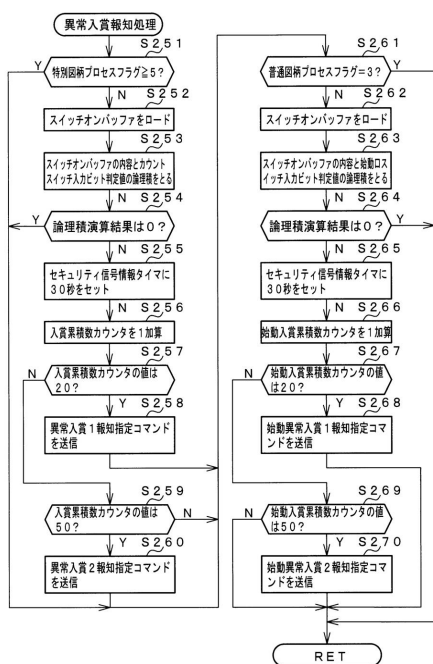 異常入賞報知処理
S251
特別図柄プロセスフラグ≧5?
Y
N
S252
スイッチオンバッファをロード
S253
スイッチオンバッファの内容とカウント
スイッチ入力ビット判定値の論理積をとる
S254
論理積演算結果は0?
Y
N
S255
セキュリティ信号情報タイマに
30秒をセット
S256
入賞累積数カウンタを1加算
S257
入賞累積数カウンタの値は
20?
N
Y
S258
異常入賞1報知指定コマンド
を送信
S259
入賞累積数カウンタの値は
50?
N
Y
S260
異常入賞2報知指定コマンド
を送信
S261
普通図柄プロセスフラグ=3?
Y
N
S262
スイッチオンバッファをロード
S263
スイッチオンバッファの内容と始動口ス
イッチ入力ビット判定値の論理積をとる
S264
論理積演算結果は0?
Y
N
S265
セキュリティ信号情報タイマに
30秒をセット
S266
始動入賞累積数カウンタを1加算
S267
始動入賞累積数カウンタの値
は20?
N
Y
S268
始動異常入賞1報知指定コマ
ンドを送信
S269
始動入賞累積数カウンタの値
は50?
N
Y
S270
始動異常入賞2報知指定コマ
ンドを送信
RET